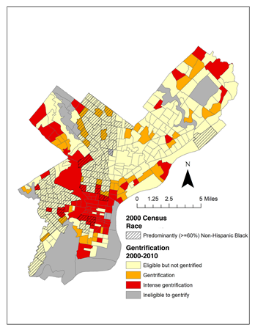 N
0 1.25 2.5 5 Miles
2000 Census
Race
Predominantly (>=60%) Non-Hispanic Black
Gentrification
2000-2010
Eligible but not gentrified
Gentrification
Intense gentrification
Ineligible to gentrify